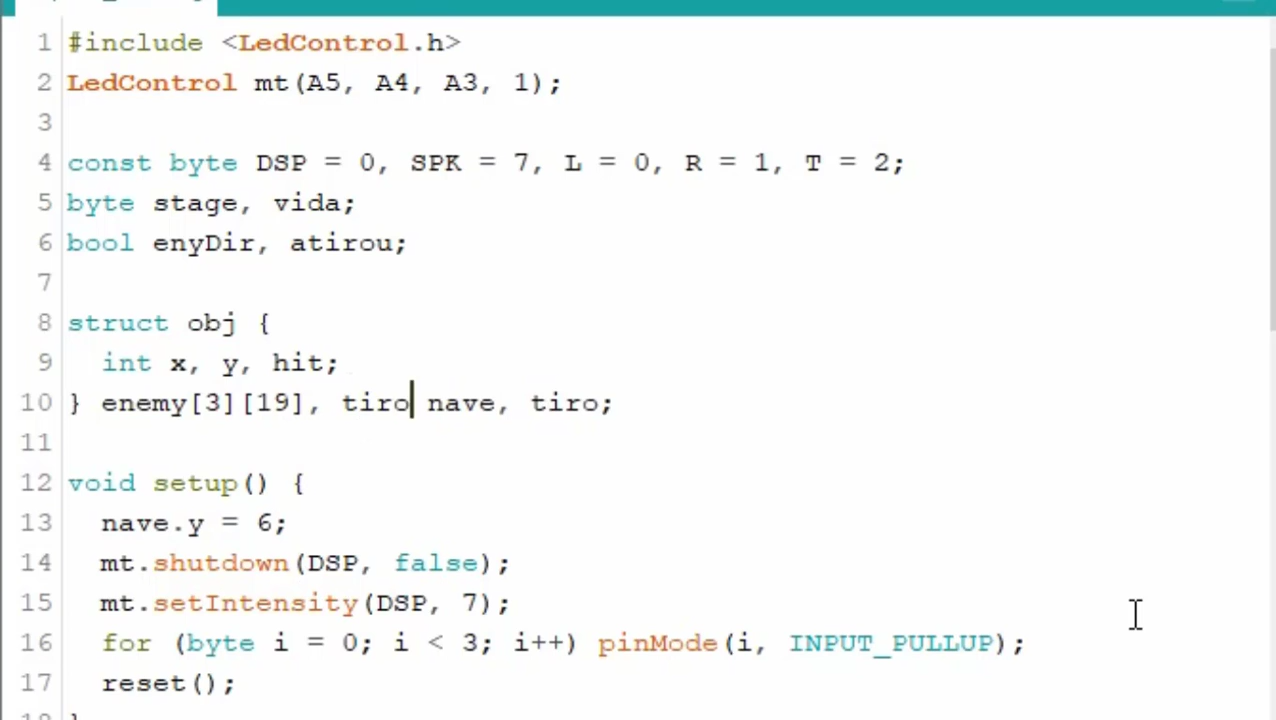 1 #include <LedControl.h>
2 LedControl mt(A5, A4, A3, 1);
3
4 const byte DSP = 0, SPK = 7, L = 0, R = 1, T = 2;
5 byte stage, vida;
6 bool enyDir, atirou;
7
8 struct obj {
9   int x, y, hit;
10 } enemy[3][19], tiro nave, tiro;
11
12 void setup() {
13   nave.y = 6;
14   mt.shutdown(DSP, false);
15   mt.setIntensity(DSP, 7);
16   for (byte i = 0; i < 3; i++) pinMode(i, INPUT_PULLUP);
17   reset();
18 }